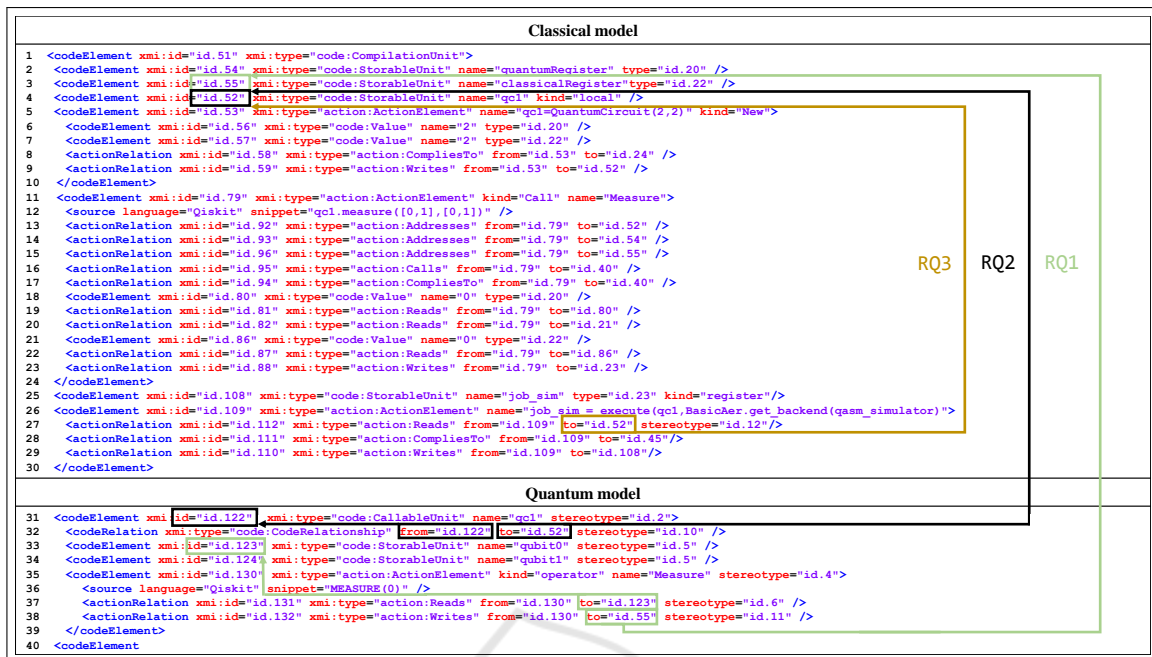 Classical model
1 <codeElement xmi:id="id.51" xmi:type="code:CompilationUnit">
2 <codeElement xmi:id="id.54" xmi:type="code:StorableUnit" name="quantumRegister" type="id.20" />
3 <codeElement xmi:id="id.55" xmi:type="code:StorableUnit" name="classicalRegister"type="id.22" />
4 <codeElement xmi:id="id.52" xmi:type="code:StorableUnit" name="qc1" kind="local" />
5 <codeElement xmi:id="id.53" xmi:type="action:ActionElement" name="qc1=QuantumCircuit(2,2)" kind="New">
6 <codeElement xmi:id="id.56" xmi:type="code:Value" name="2" type="id.20" />
7 <codeElement xmi:id="id.57" xmi:type="code:Value" name="2" type="id.22" />
8 <actionRelation xmi:id="id.58" xmi:type="action:CompliesTo" from="id.53" to="id.24" />
9 <actionRelation xmi:id="id.59" xmi:type="action:Writes" from="id.53" to="id.52" />
10 </codeElement>
11 <codeElement xmi:id="id.79" xmi:type="action:ActionElement" kind="Call" name="Measure">
12 <source language="Qiskit" snippet="qc1.measure([0,1],[0,1])" />
13 <actionRelation xmi:id="id.92" xmi:type="action:Addresses" from="id.79" to="id.52" />
14 <actionRelation xmi:id="id.93" xmi:type="action:Addresses" from="id.79" to="id.54" />
15 <actionRelation xmi:id="id.96" xmi:type="action:Addresses" from="id.79" to="id.55" />
16 <actionRelation xmi:id="id.95" xmi:type="action:Calls" from="id.79" to="id.40" />
17 <actionRelation xmi:id="id.94" xmi:type="action:CompliesTo" from="id.79" to="id.40" />
18 <codeElement xmi:id="id.80" xmi:type="code:Value" name="0" type="id.20" />
19 <actionRelation xmi:id="id.81" xmi:type="action:Reads" from="id.79" to="id.80" />
20 <actionRelation xmi:id="id.82" xmi:type="action:Reads" from="id.79" to="id.21" />
21 <codeElement xmi:id="id.86" xmi:type="code:Value" name="0" type="id.22" />
22 <actionRelation xmi:id="id.87" xmi:type="action:Reads" from="id.79" to="id.86" />
23 <actionRelation xmi:id="id.88" xmi:type="action:Writes" from="id.79" to="id.23" />
24 </codeElement>
25 <codeElement xmi:id="id.108" xmi:type="code:StorableUnit" name="job_sim" type="id.23" kind="register"/>
26 <codeElement xmi:id="id.109" xmi:type="action:ActionElement" name="job_sim = execute(qc1,BasicAer.get_backend(qasm_simulator)">
27 <actionRelation xmi:id="id.112" xmi:type="action:Reads" from="id.109" to="id.52" stereotype="id.12"/>
28 <actionRelation xmi:id="id.111" xmi:type="action:CompliesTo" from="id.109" to="id.45"/>
29 <actionRelation xmi:id="id.110" xmi:type="action:Writes" from="id.109" to="id.108"/>
30 </codeElement>
RQ3 RQ2 RQ1
Quantum model
31 <codeElement xmi:id="id.122" xmi:type="code:CallableUnit" name="qc1" stereotype="id.2">
32 <codeRelation xmi:type="code:CodeRelationship" from="id.122" to="id.52" stereotype="id.10" />
33 <codeElement xmi:id="id.123" xmi:type="code:StorableUnit" name="qubit0" stereotype="id.5" />
34 <codeElement xmi:id="id.124" xmi:type="code:StorableUnit" name="qubit1" stereotype="id.5" />
35 <codeElement xmi:id="id.130" xmi:type="action:ActionElement" kind="operator" name="Measure" stereotype="id.4">
36 <source language="Qiskit" snippet="MEASURE(0)" />
37 <actionRelation xmi:id="id.131" xmi:type="action:Reads" from="id.130" to="id.123" stereotype="id.6" />
38 <actionRelation xmi:id="id.132" xmi:type="action:Writes" from="id.130" to="id.55" stereotype="id.11" />
39 </codeElement>
40 <codeElement